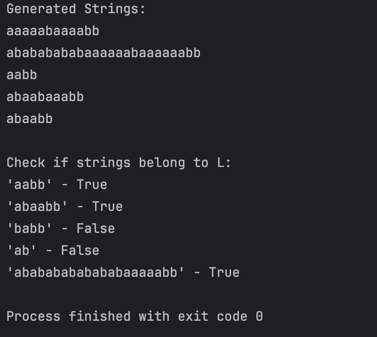 Generated Strings:
aaaaabaaaabb
abababababaaaaaabaaaaaabb
aabb
abaabaaabb
abaabb

Check if strings belong to L:
'aabb' - True
'abaabb' - True
'babb' - False
'ab' - False
'abababababababaaaaabb' - True

Process finished with exit code 0